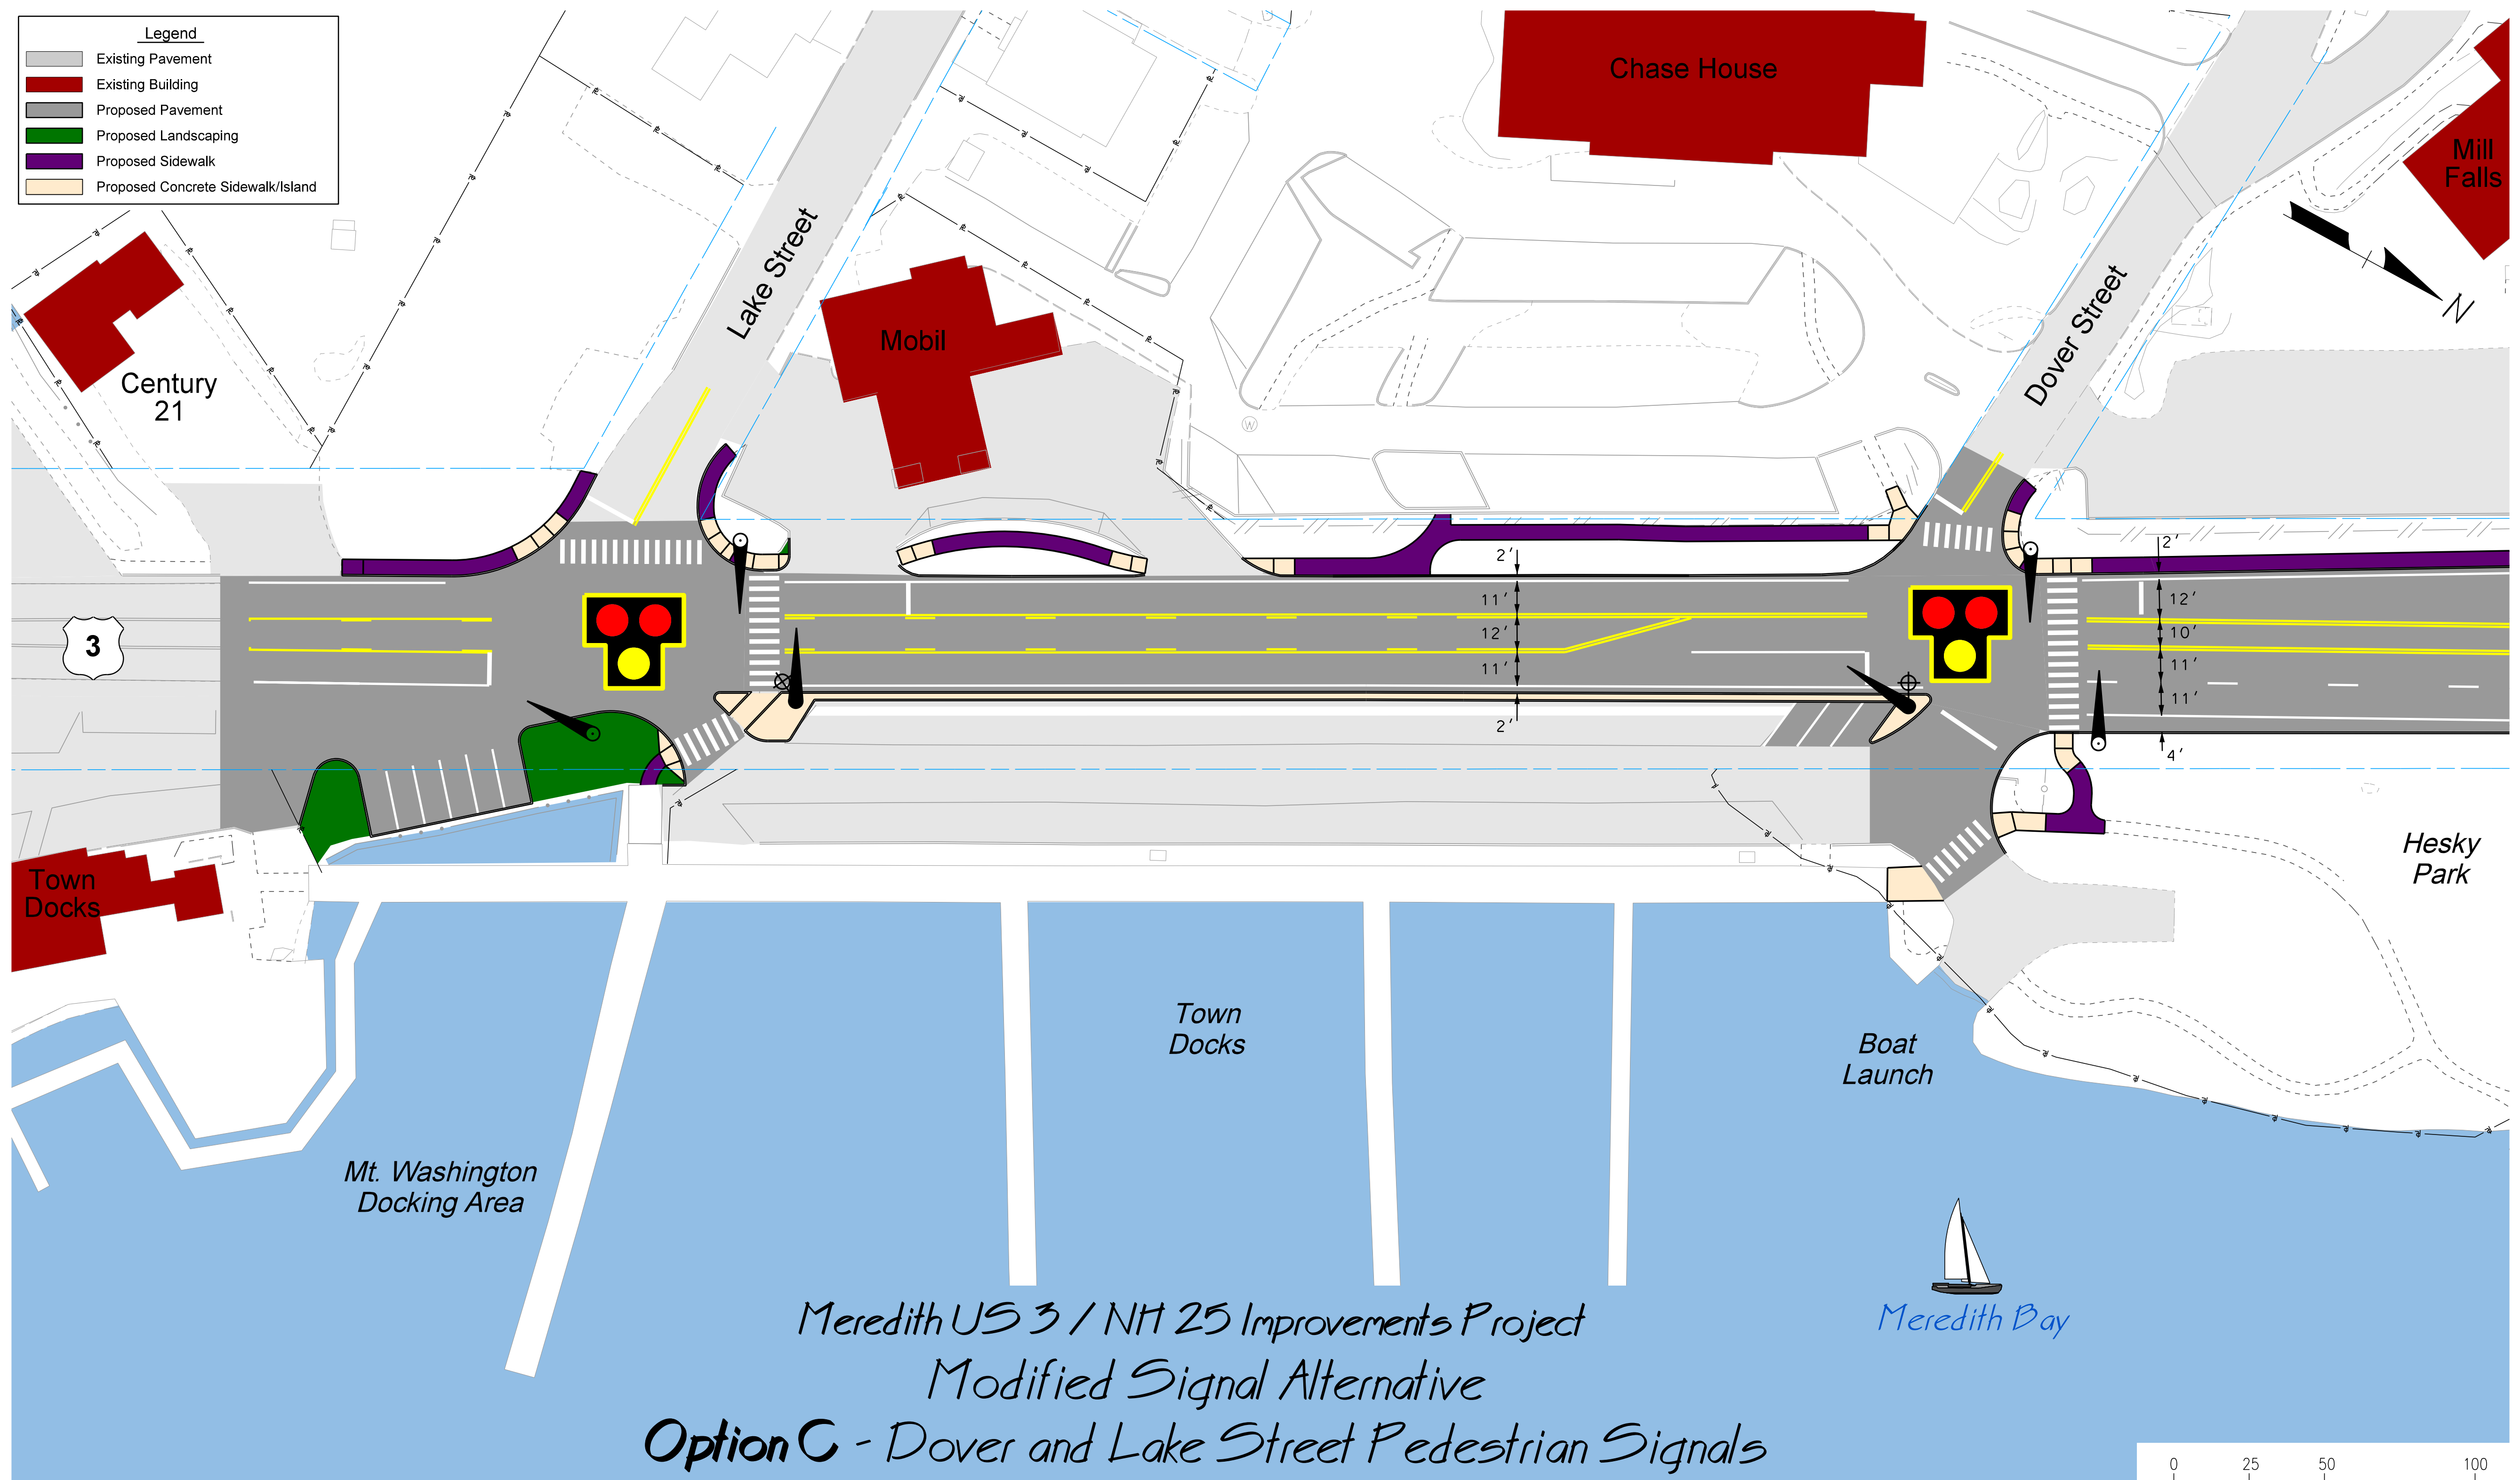 Legend
Existing Pavement
Existing Building
Proposed Pavement
Proposed Landscaping
Proposed Sidewalk
Proposed Concrete Sidewalk/Island
Chase House
Mill
Falls
N
Lake Street
Dover Street
Mobil
Century
21
W
3
2'
11'
12'
11'
2'
2'
12'
10'
11'
11'
4'
Hesky
Park
Town
Docks
Town
Docks
Boat
Launch
Mt. Washington
Docking Area
Meredith Bay
Meredith US 3 / NH 25 Improvements Project
Modified Signal Alternative
Option C - Dover and Lake Street Pedestrian Signals
0 25 50 100